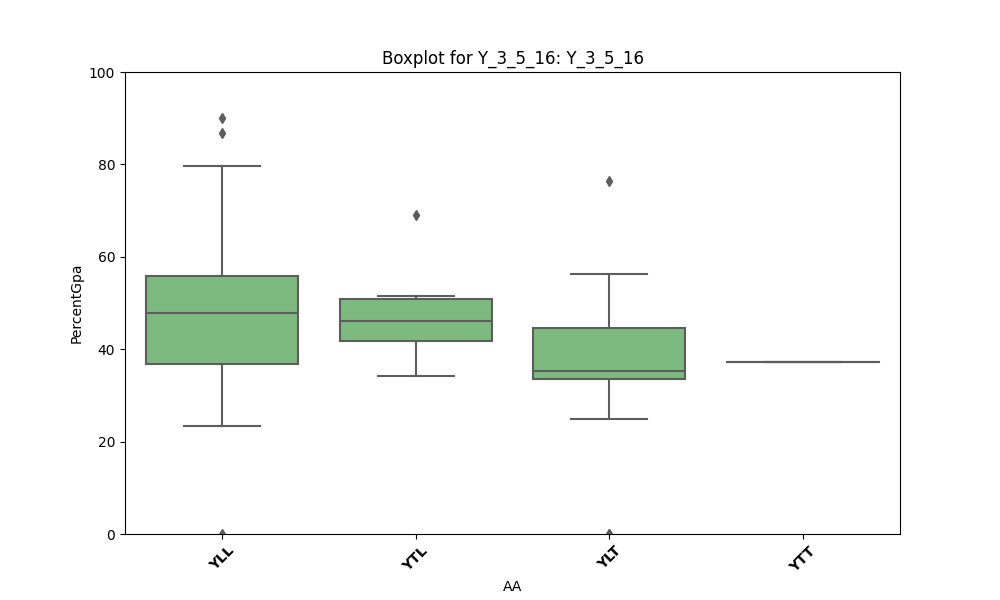 Boxplot for Y_3_5_16: Y_3_5_16
100
80
60
40
20
0
PercentGpa
YLL
YTL
YLT
YTT
AA